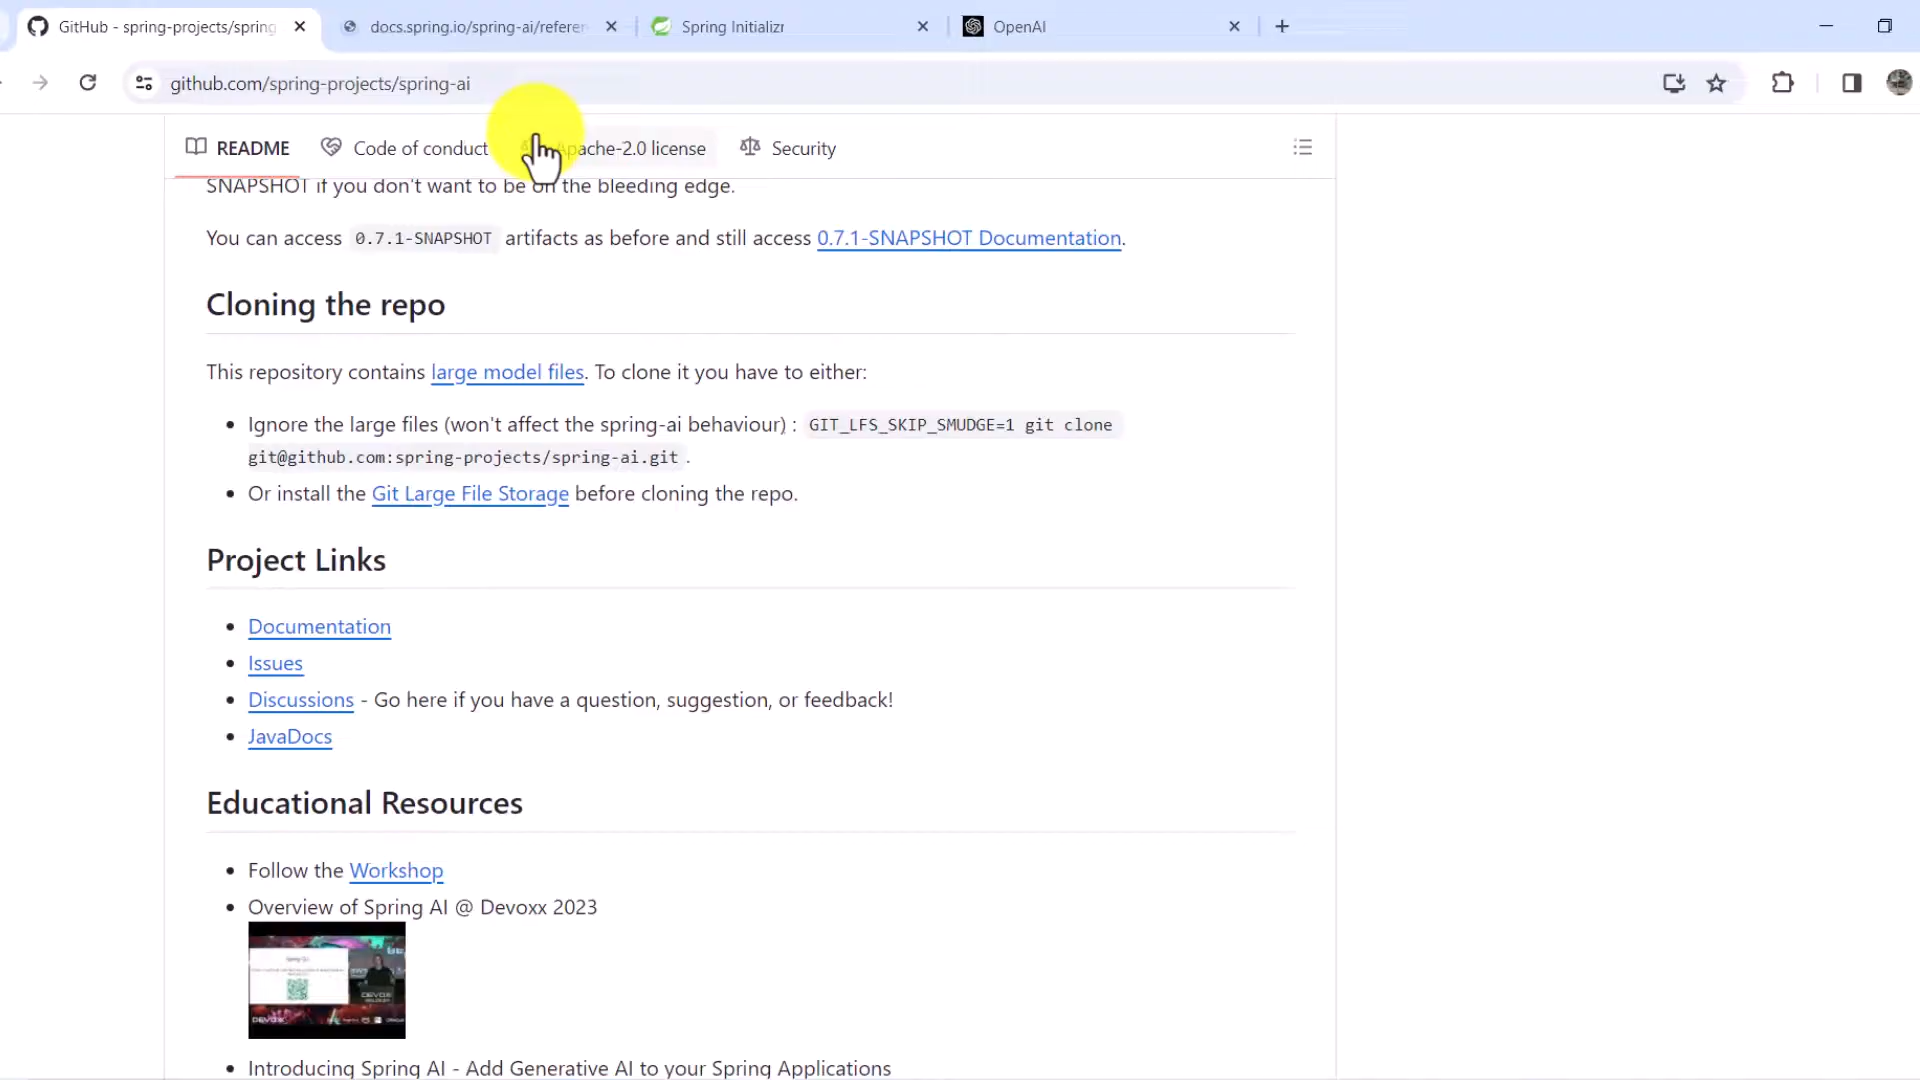 GitHub - spring-projects/spring
docs.spring.io/spring-ai/refere
Spring Initializr
OpenAI
github.com/spring-projects/spring-ai
README
Code of conduct
Apache-2.0 license
Security
SNAPSHOT if you don't want to be on the bleeding edge.
You can access 0.7.1-SNAPSHOT artifacts as before and still access 0.7.1-SNAPSHOT Documentation.
Cloning the repo
This repository contains large model files. To clone it you have to either:
Ignore the large files (won't affect the spring-ai behaviour) : GIT_LFS_SKIP_SMUDGE=1 git clone
git@github.com:spring-projects/spring-ai.git .
Or install the Git Large File Storage before cloning the repo.
Project Links
Documentation
Issues
Discussions - Go here if you have a question, suggestion, or feedback!
JavaDocs
Educational Resources
Follow the Workshop
Overview of Spring AI @ Devoxx 2023
Introducing Spring AI - Add Generative AI to your Spring Applications